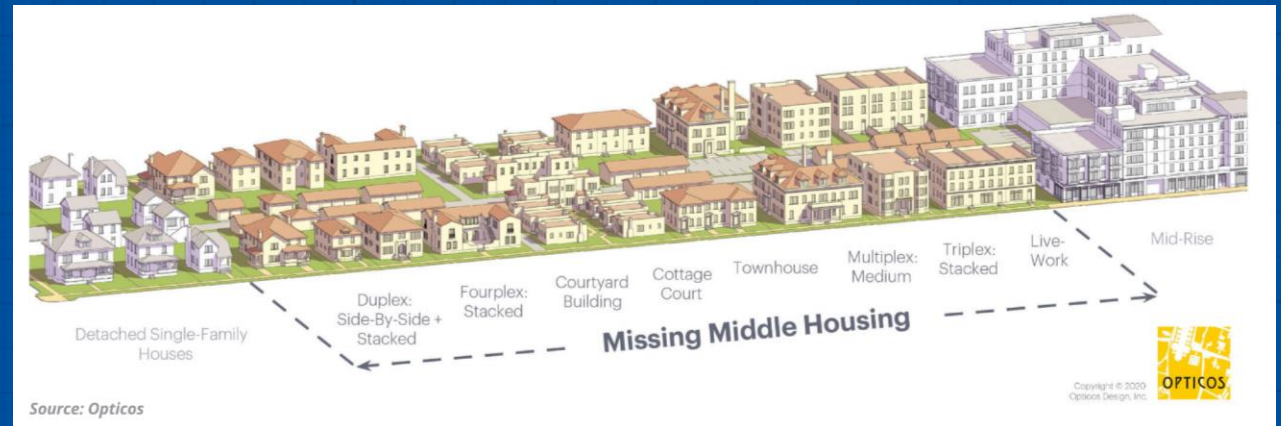 Detached Single-Family
Houses
Duplex:
Side-By-Side +
Stacked
Fourplex:
Stacked
Courtyard
Building
Cottage
Court
Townhouse
Multiplex:
Medium
Triplex:
Stacked
Live-
Work
Mid-Rise
Missing Middle Housing
Copyright © 2020
Opticos Design, Inc.
OPTICOS
Source: Opticos